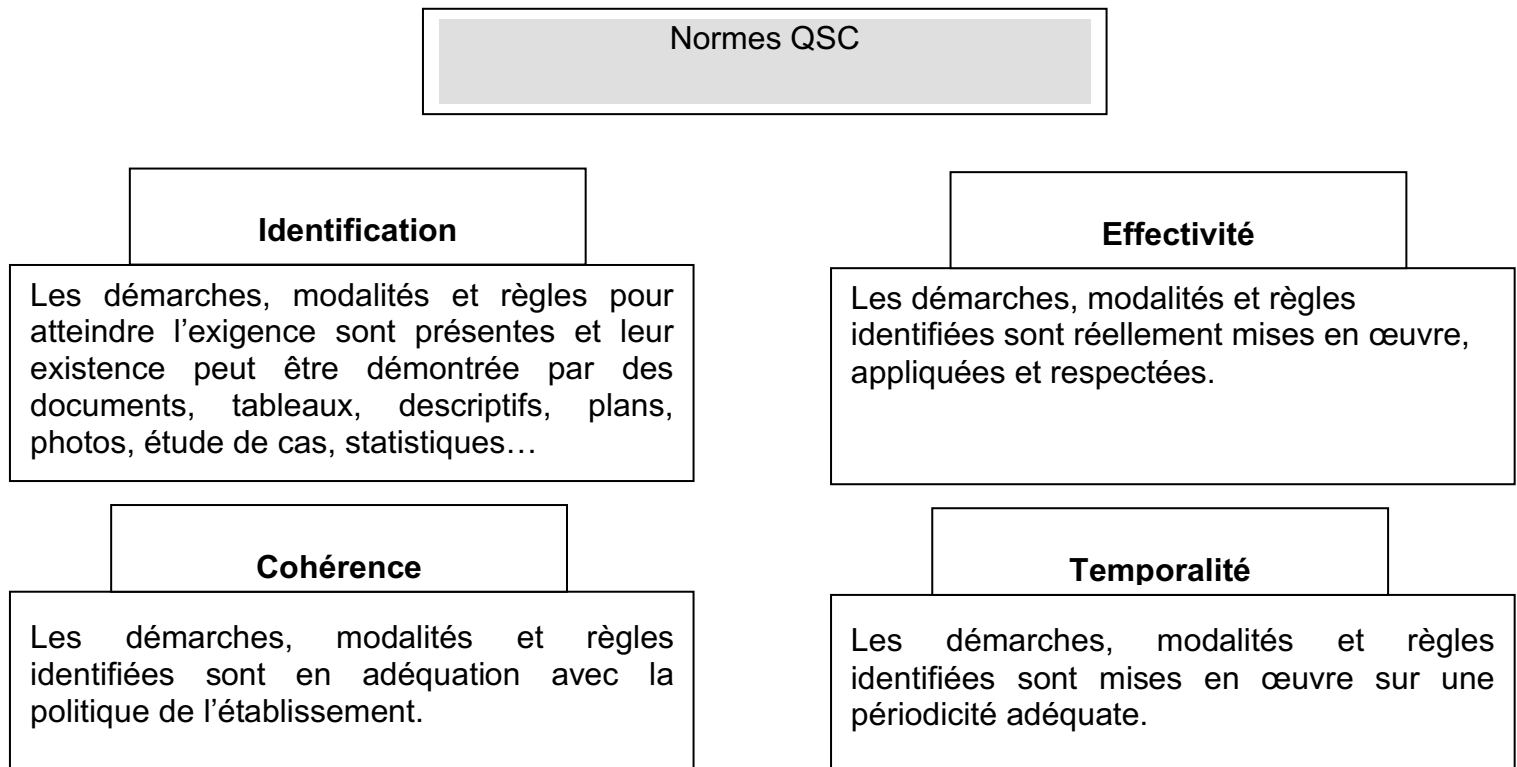 Normes QSC
Identification
Les démarches, modalités et règles pour
atteindre l’exigence sont présentes et leur
existence peut être démontrée par des
documents, tableaux, descriptifs, plans,
photos, étude de cas, statistiques…
Effectivité
Les démarches, modalités et règles
identifiées sont réellement mises en œuvre,
appliquées et respectées.
Cohérence
Les démarches, modalités et règles
identifiées sont en adéquation avec la
politique de l’établissement.
Temporalité
Les démarches, modalités et règles
identifiées sont mises en œuvre sur une
périodicité adéquate.